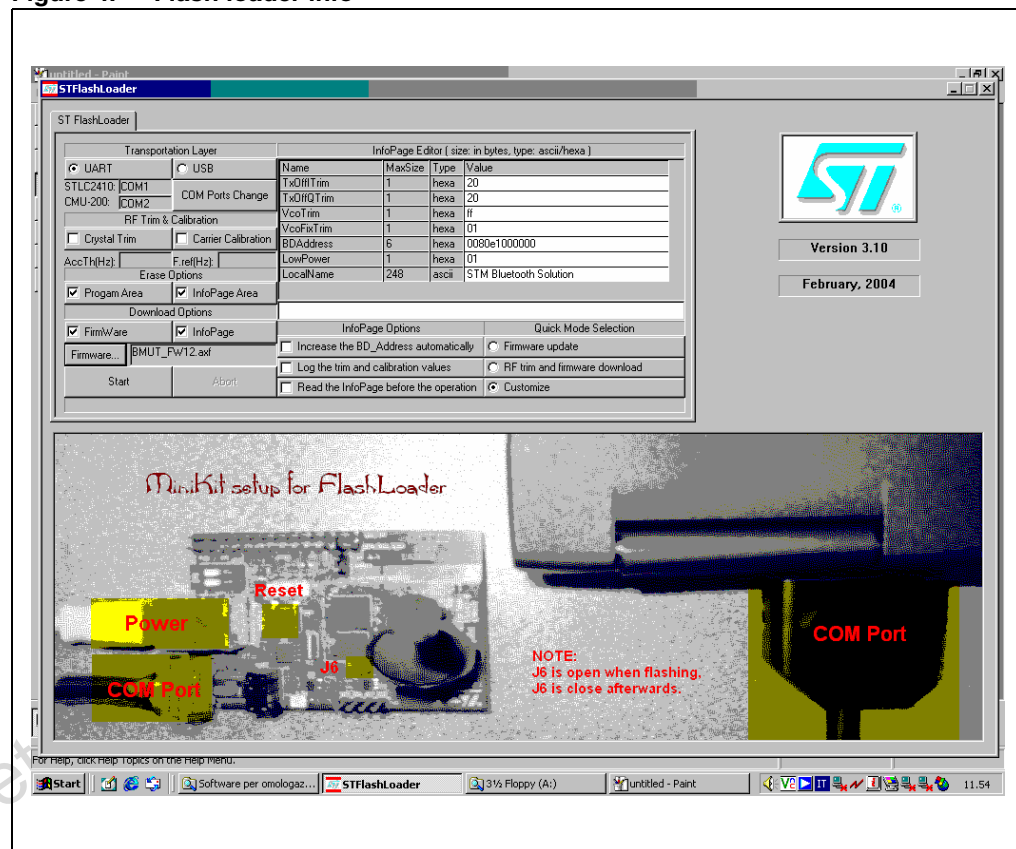 Figure 4. Flash loader info
untitled - Paint
STFlashLoader
ST FlashLoader
Transportation Layer
InfoPage Editor ( size: in bytes, type: ascii/hexa )
UART USB
STLC2410: COM1
CMU-200: COM2
COM Ports Change
Name MaxSize Type Value
TxOffITrim 1 hexa 20
TxOffQTrim 1 hexa 20
VcoTrim 1 hexa ff
VcoFixTrim 1 hexa 01
BDAddress 6 hexa 0080e1000000
LowPower 1 hexa 01
LocalName 248 ascii STM Bluetooth Solution
RF Trim & Calibration
Crystal Trim Carrier Calibration
AccTh(Hz): F.ref(Hz):
Erase Options
Progam Area InfoPage Area
Download Options
FirmWare InfoPage
Firmware... BMUT_FW12.axf
Start Abort
InfoPage Options Quick Mode Selection
Increase the BD_Address automatically Firmware update
Log the trim and calibration values RF trim and firmware download
Read the InfoPage before the operation Customize
ST
Version 3.10
February, 2004
MiniKit setup for FlashLoader
Reset
Power
J6
COM Port
NOTE:
J6 is open when flashing,
J6 is close afterwards.
COM Port
For Help, click Help Topics on the Help Menu.
Start Software per omologaz... STFlashLoader 3½ Floppy (A:) untitled - Paint IT 11.54